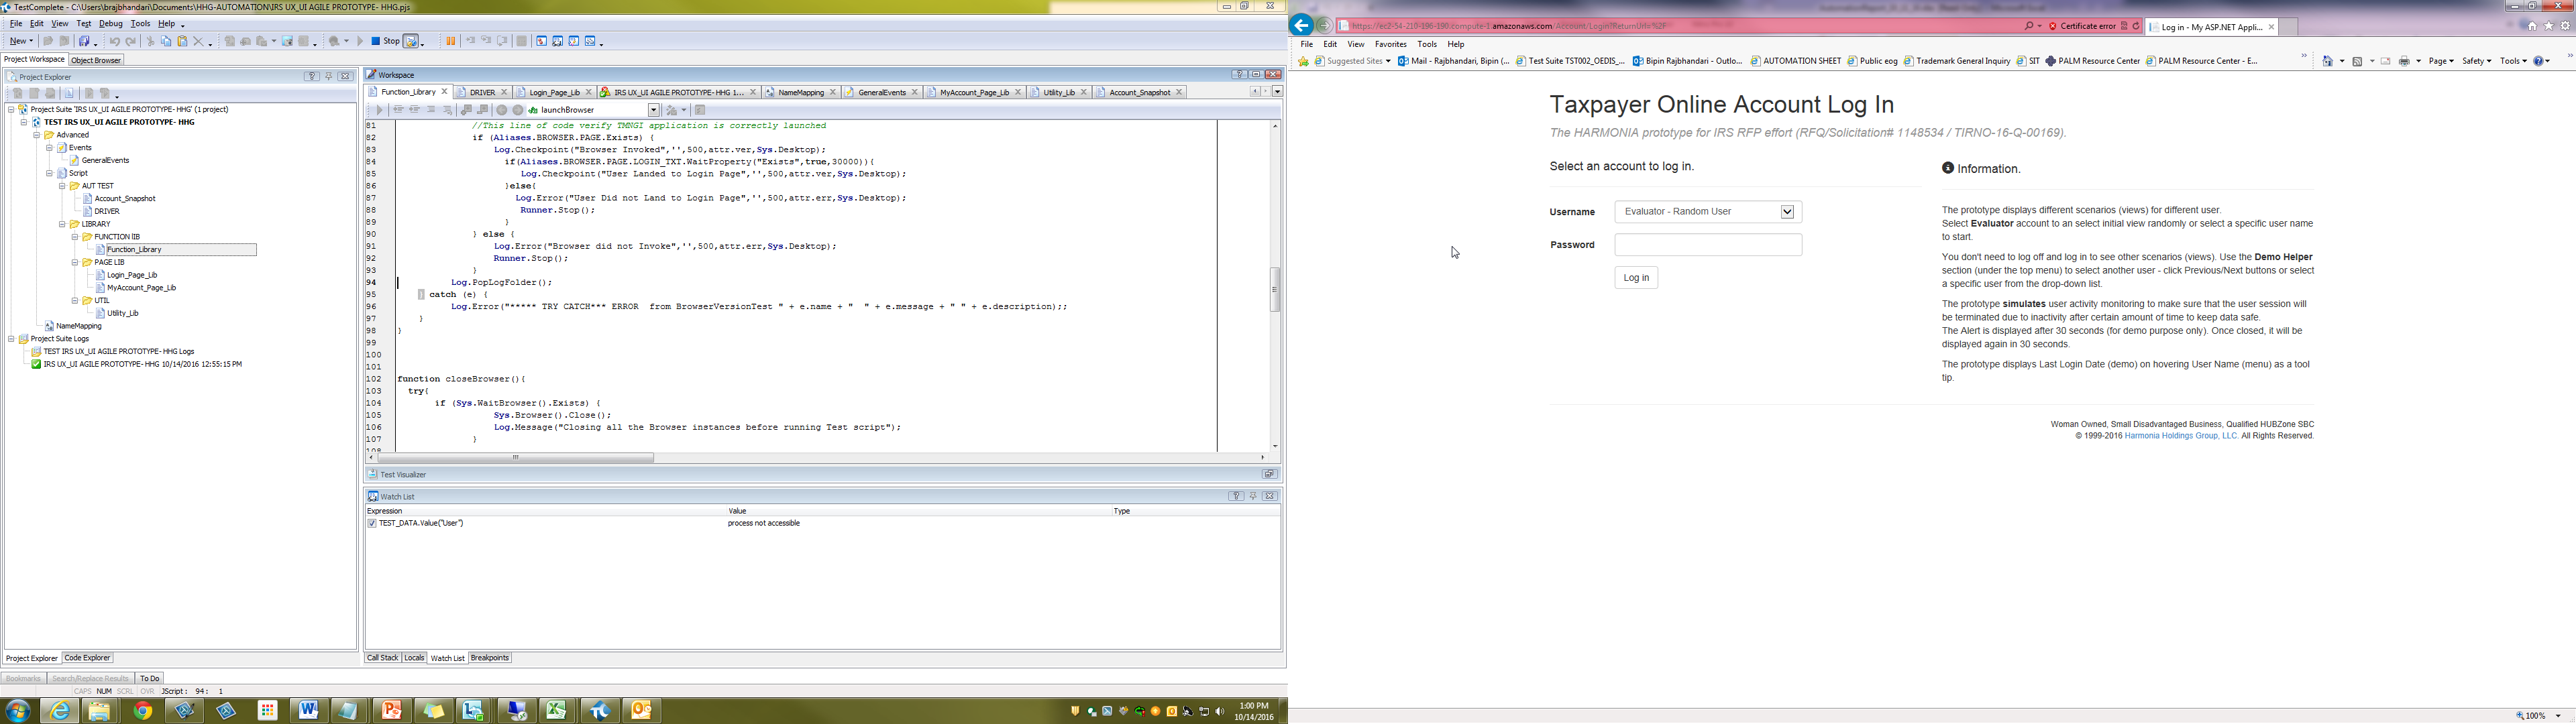 TestComplete - C:\Users\brajbhandari\Documents\HHG-AUTOMATION\IRS UX_UI AGILE PROTOTYPE- HHG.pjs
File Edit View Test Debug Tools Help
New
Stop
Project Workspace Object Browser
Project Explorer
Project Suite 'IRS UX_UI AGILE PROTOTYPE- HHG' (1 project)
TEST IRS UX_UI AGILE PROTOTYPE- HHG
Advanced
Events
GeneralEvents
Script
AUT TEST
Account_Snapshot
DRIVER
LIBRARY
FUNCTION lIB
Function_Library
PAGE LIB
Login_Page_Lib
MyAccount_Page_Lib
UTIL
Utility_Lib
NameMapping
Project Suite Logs
TEST IRS UX_UI AGILE PROTOTYPE- HHG Logs
IRS UX_UI AGILE PROTOTYPE- HHG 10/14/2016 12:55:15 PM
Project Explorer Code Explorer
Workspace
Function_Library DRIVER Login_Page_Lib IRS UX_UI AGILE PROTOTYPE- HHG 1... NameMapping GeneralEvents MyAccount_Page_Lib Utility_Lib Account_Snapshot
launchBrowser
81 //This line of code verify TMNGI application is correctly launched
82 if (Aliases.BROWSER.PAGE.Exists) {
83 Log.Checkpoint("Browser Invoked",'',500,attr.ver,Sys.Desktop);
84 if(Aliases.BROWSER.PAGE.LOGIN_TXT.WaitProperty("Exists",true,30000)){
85 Log.Checkpoint("User Landed to Login Page",'',500,attr.ver,Sys.Desktop);
86 }else{
87 Log.Error("User Did not Land to Login Page",'',500,attr.err,Sys.Desktop);
88 Runner.Stop();
89 }
90 } else {
91 Log.Error("Browser did not Invoke",'',500,attr.err,Sys.Desktop);
92 Runner.Stop();
93 }
94 Log.PopLogFolder();
95 } catch (e) {
96 Log.Error("***** TRY CATCH*** ERROR  from BrowserVersionTest " + e.name + "  " + e.message + " " + e.description);;
97 }
98 }
99
100
101
102 function closeBrowser(){
103 try{
104 if (Sys.WaitBrowser().Exists) {
105 Sys.Browser().Close();
106 Log.Message("Closing all the Browser instances before running Test script");
107 }
108
Test Visualizer
Watch List
Expression Value Type
TEST_DATA.Value("User") process not accessible
Call Stack Locals Watch List Breakpoints
Bookmarks Search/Replace Results To Do
CAPS NUM SCRL OVR JScript : 94 : 1
1:00 PM
10/14/2016
https://ec2-54-210-196-190.compute-1.amazonaws.com/Account/Login?ReturnUrl=%2F
Certificate error
Log in - My ASP.NET Appli...
File Edit View Favorites Tools Help
Suggested Sites Mail - Rajbhandari, Bipin (... Test Suite TST002_OEDIS_... Bipin Rajbhandari - Outlo... AUTOMATION SHEET Public eog Trademark General Inquiry SIT PALM Resource Center PALM Resource Center - E...
Page Safety Tools
Taxpayer Online Account Log In
The HARMONIA prototype for IRS RFP effort (RFQ/Solicitation# 1148534 / TIRNO-16-Q-00169).
Select an account to log in.
Username Evaluator - Random User
Password
Log in
Information.
The prototype displays different scenarios (views) for different user.
Select Evaluator account to an select initial view randomly or select a specific user name
to start.
You don't need to log off and log in to see other scenarios (views). Use the Demo Helper
section (under the top menu) to select another user - click Previous/Next buttons or select
a specific user from the drop-down list.
The prototype simulates user activity monitoring to make sure that the user session will
be terminated due to inactivity after certain amount of time to keep data safe.
The Alert is displayed after 30 seconds (for demo purpose only). Once closed, it will be
displayed again in 30 seconds.
The prototype displays Last Login Date (demo) on hovering User Name (menu) as a tool
tip.
Woman Owned, Small Disadvantaged Business, Qualified HUBZone SBC
© 1999-2016 Harmonia Holdings Group, LLC. All Rights Reserved.
100%